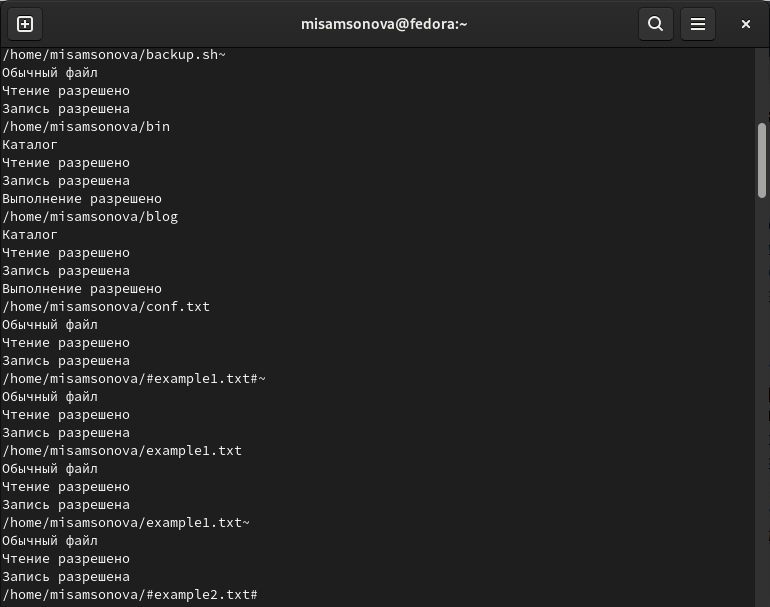 misamsonova@fedora:~
/home/misamsonova/backup.sh~
Обычный файл
Чтение разрешено
Запись разрешена
/home/misamsonova/bin
Каталог
Чтение разрешено
Запись разрешена
Выполнение разрешено
/home/misamsonova/blog
Каталог
Чтение разрешено
Запись разрешена
Выполнение разрешено
/home/misamsonova/conf.txt
Обычный файл
Чтение разрешено
Запись разрешена
/home/misamsonova/#example1.txt#~
Обычный файл
Чтение разрешено
Запись разрешена
/home/misamsonova/example1.txt
Обычный файл
Чтение разрешено
Запись разрешена
/home/misamsonova/example1.txt~
Обычный файл
Чтение разрешено
Запись разрешена
/home/misamsonova/#example2.txt#